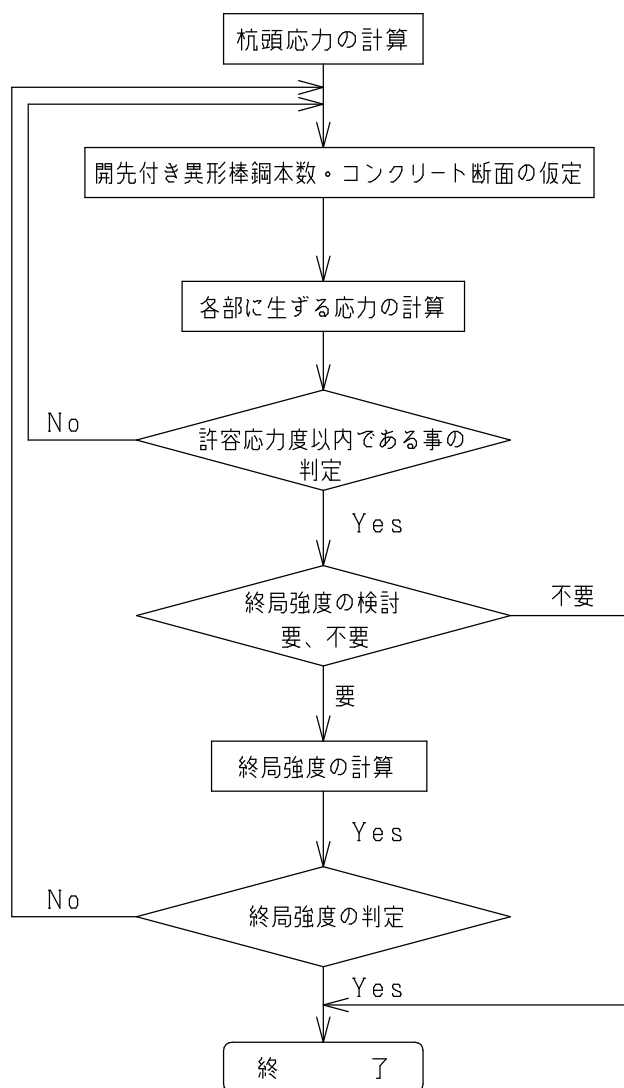 杭頭応力の計算
開先付き異形棒鋼本数・コンクリート断面の仮定
各部に生ずる応力の計算
No
許容応力度以内である事の
判定
Yes
終局強度の検討
要、不要
不要
要
終局強度の計算
Yes
No
終局強度の判定
Yes
終 了